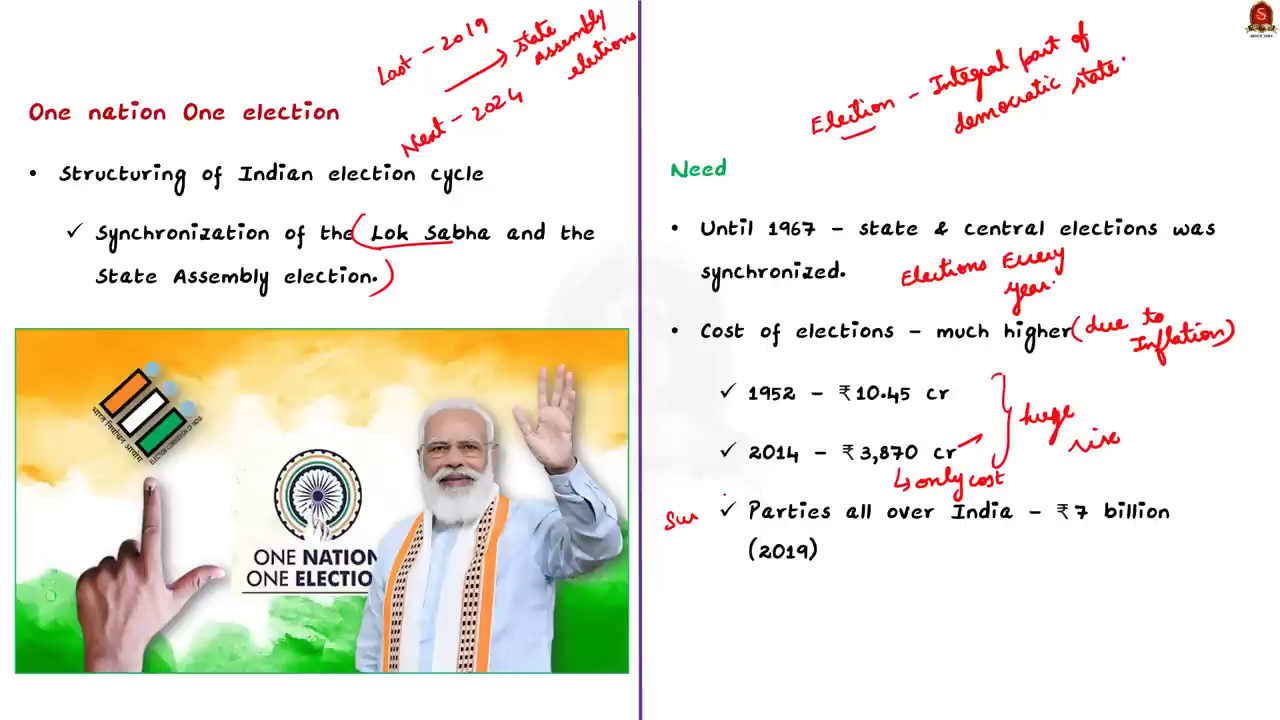 Last - 2019
Next - 2024
state
Assembly
elections
One nation One election
• Structuring of Indian election cycle
✓ Synchronization of the (Lok Sabha and the
State Assembly election.)
ONE NATION
ONE ELECTIO
Election - Integral part of
democratic state.
Need
• Until 1967 - state & central elections was
synchronized.
Elections Every
year.
• Cost of elections - much higher (due to
Inflation)
✓ 1952 - ₹10.45 cr
✓ 2014 - ₹3,870 cr
huge
rise
↳ only cost
Sur
✓ Parties all over India - ₹7 billion
(2019)
S